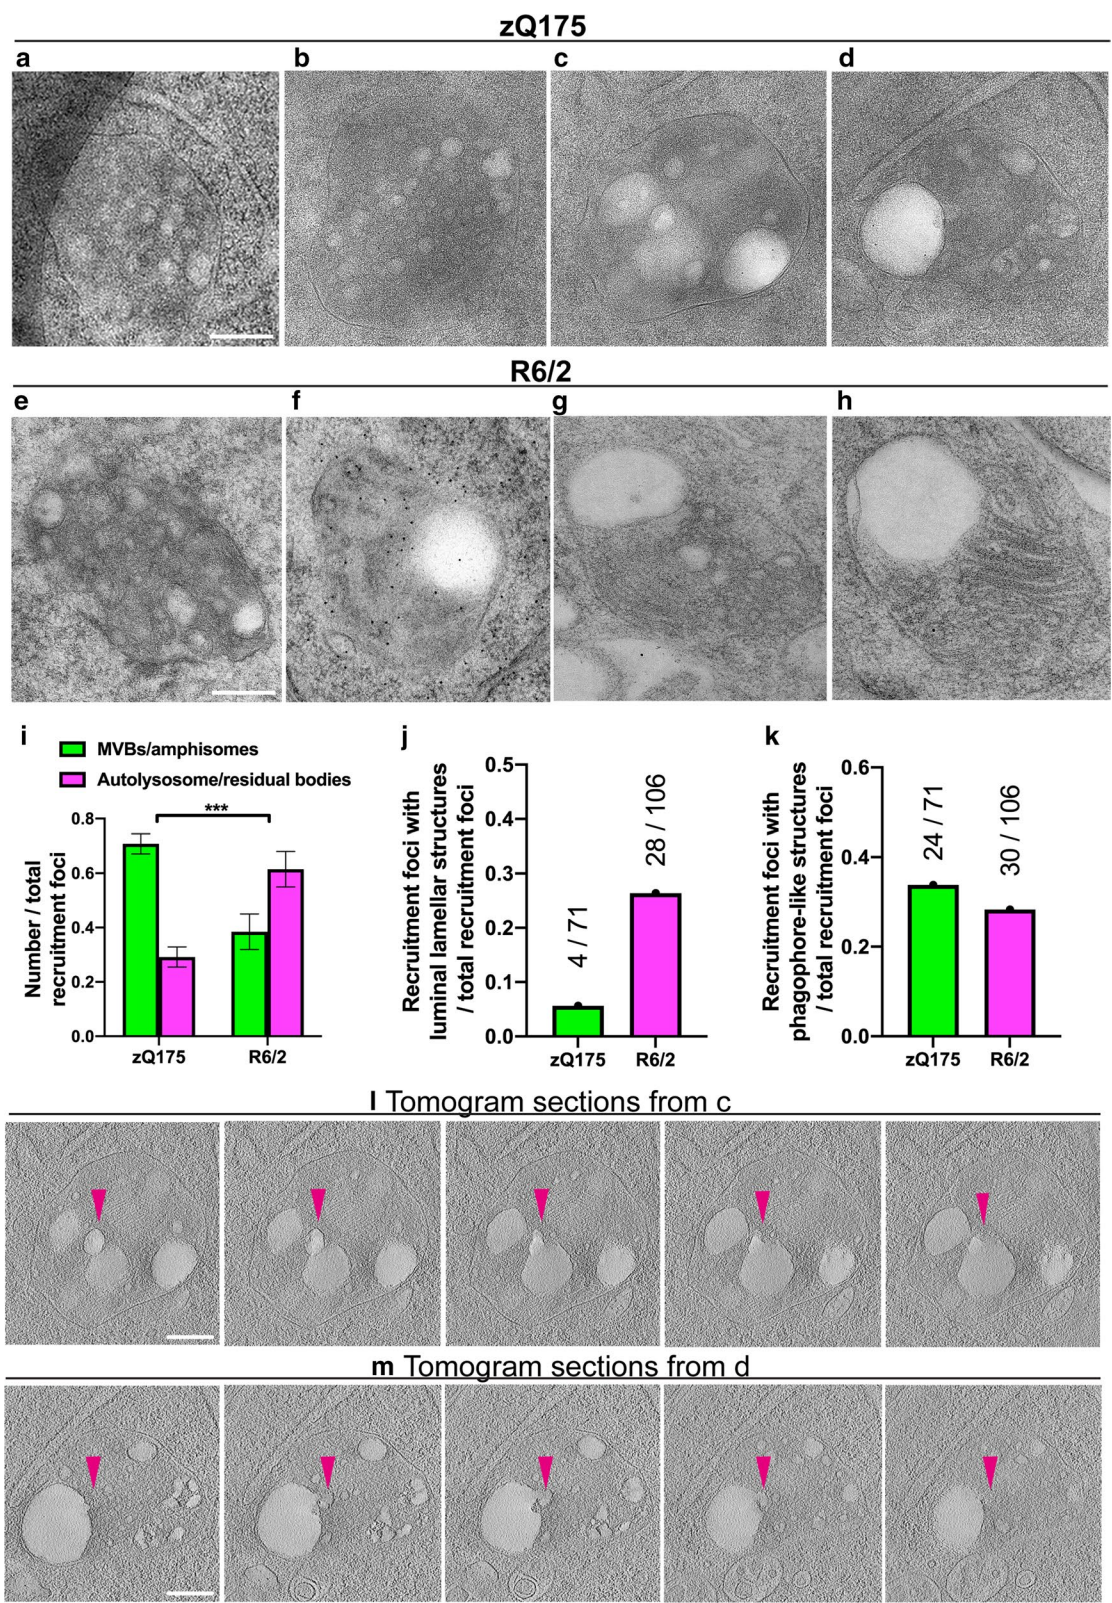 zQ175
a b c d
R6/2
e f g h
i
MVBs/amphisomes
Autolysosome/residual bodies
Number / total
recruitment foci
0.8
0.6
0.4
0.2
0.0
***
zQ175 R6/2
j
Recruitment foci with
luminal lamellar structures
/ total recruitment foci
0.5
0.4
0.3
0.2
0.1
0.0
4 / 71
28 / 106
zQ175 R6/2
k
Recruitment foci with
phagophore-like structures
/ total recruitment foci
0.6
0.4
0.2
0.0
24 / 71
30 / 106
zQ175 R6/2
l Tomogram sections from c
m Tomogram sections from d